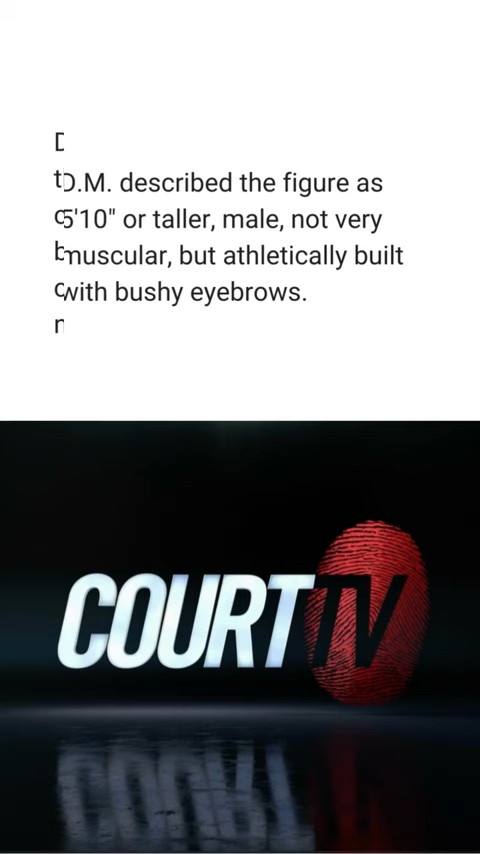 D.M. described the figure as
5'10" or taller, male, not very
muscular, but athletically built
with bushy eyebrows.
COURT TV